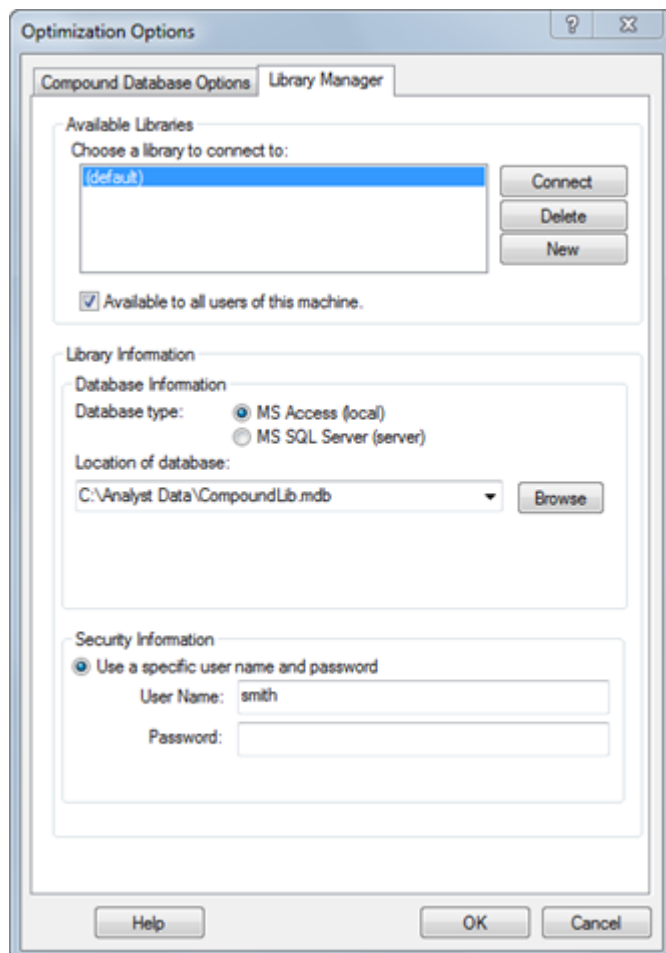 Optimization Options
Compound Database Options Library Manager
Available Libraries
Choose a library to connect to:
(default)
Connect
Delete
New
Available to all users of this machine.
Library Information
Database Information
Database type: MS Access (local)
MS SQL Server (server)
Location of database:
C:\Analyst Data\CompoundLib.mdb Browse
Security Information
Use a specific user name and password
User Name: smith
Password:
Help OK Cancel